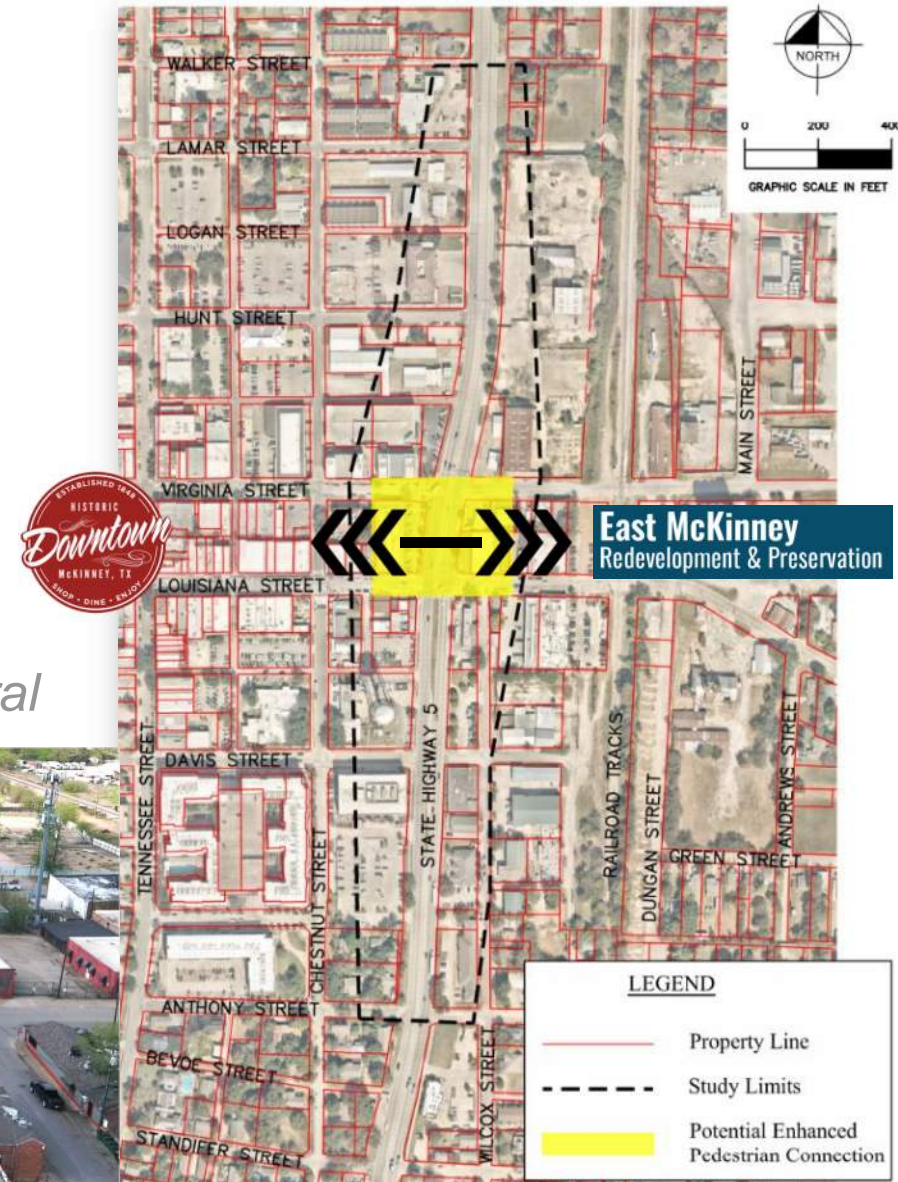 WALKER STREET
NORTH
0 200 400
GRAPHIC SCALE IN FEET
LAMAR STREET
LOGAN STREET
HUNT STREET
MAIN STREET
VIRGINIA STREET
ESTABLISHED 1848
HISTORIC
Downtown
McKINNEY, TX
SHOP • DINE • ENJOY
East McKinney
Redevelopment & Preservation
LOUISIANA STREET
STATE HIGHWAY 5
TENNESSEE STREET
DAVIS STREET
RAILROAD TRACKS
DUNGAN STREET
ANDREWS STREET
GREEN STREET
CHESTNUT STREET
ANTHONY STREET
BEVOE STREET
WILCOX STREET
STANDIFER STREET
LEGEND
Property Line
Study Limits
Potential Enhanced
Pedestrian Connection